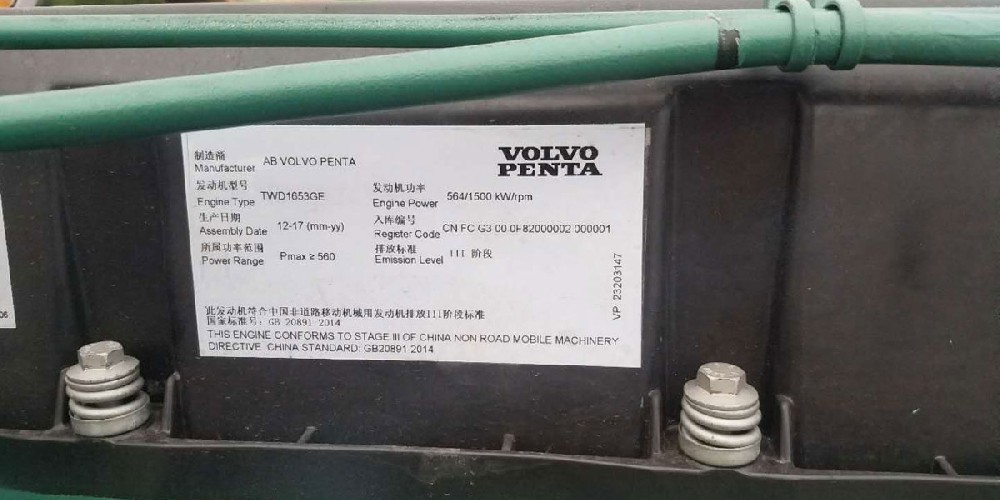 制造商
Manufacturer AB VOLVO PENTA
VOLVO
PENTA
发动机型号
Engine Type TWD1653GE
发动机功率
Engine Power 564/1500 kW/rpm
生产日期
Assembly Date 12-17 (mm-yy)
入库编号
Register Code CN FC G3 00 0F82000002 000001
所属功率范围
Power Range Pmax ≥ 560
排放标准
Emission Level III 阶段
VP 23203147
此发动机符合中国非道路移动机械用发动机排放III阶段标准
国家标准号: GB 20891-2014
THIS ENGINE CONFORMS TO STAGE III OF CHINA NON ROAD MOBILE MACHINERY
DIRECTIVE, CHINA STANDARD: GB20891-2014
06